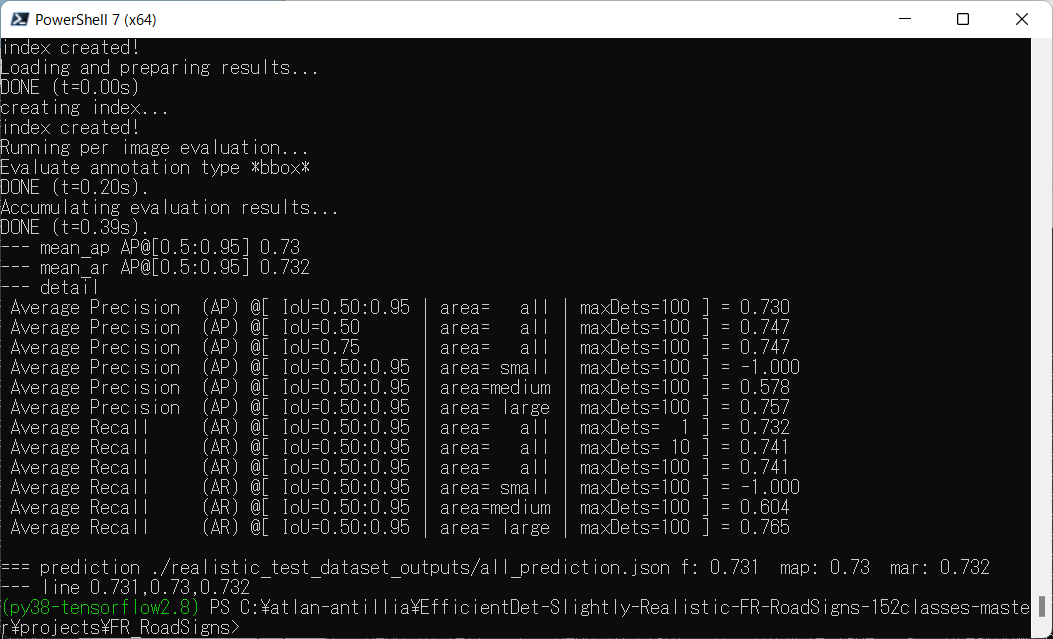 PowerShell 7 (x64)
index created!
Loading and preparing results...
DONE (t=0.00s)
creating index...
index created!
Running per image evaluation...
Evaluate annotation type *bbox*
DONE (t=0.20s).
Accumulating evaluation results...
DONE (t=0.39s).
--- mean_ap AP@[0.5:0.95] 0.73
--- mean_ar AP@[0.5:0.95] 0.732
--- detail
Average Precision  (AP) @[ IoU=0.50:0.95 | area=   all | maxDets=100 ] = 0.730
Average Precision  (AP) @[ IoU=0.50      | area=   all | maxDets=100 ] = 0.747
Average Precision  (AP) @[ IoU=0.75      | area=   all | maxDets=100 ] = 0.747
Average Precision  (AP) @[ IoU=0.50:0.95 | area= small | maxDets=100 ] = -1.000
Average Precision  (AP) @[ IoU=0.50:0.95 | area=medium | maxDets=100 ] = 0.578
Average Precision  (AP) @[ IoU=0.50:0.95 | area= large | maxDets=100 ] = 0.757
Average Recall     (AR) @[ IoU=0.50:0.95 | area=   all | maxDets=  1 ] = 0.732
Average Recall     (AR) @[ IoU=0.50:0.95 | area=   all | maxDets= 10 ] = 0.741
Average Recall     (AR) @[ IoU=0.50:0.95 | area=   all | maxDets=100 ] = 0.741
Average Recall     (AR) @[ IoU=0.50:0.95 | area= small | maxDets=100 ] = -1.000
Average Recall     (AR) @[ IoU=0.50:0.95 | area=medium | maxDets=100 ] = 0.604
Average Recall     (AR) @[ IoU=0.50:0.95 | area= large | maxDets=100 ] = 0.765
=== prediction ./realistic_test_dataset_outputs/all_prediction.json f: 0.731  map: 0.73  mar: 0.732
--- line 0.731,0.73,0.732
(py38-tensorflow2.8) PS C:¥atlan-antillia¥EfficientDet-Slightly-Realistic-FR-RoadSigns-152classes-maste
r¥projects¥FR_RoadSigns>